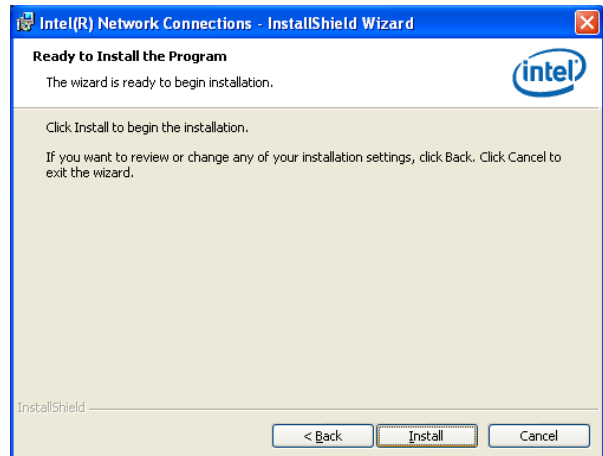 Intel(R) Network Connections - InstallShield Wizard
Ready to Install the Program
The wizard is ready to begin installation.
intel
Click Install to begin the installation.
If you want to review or change any of your installation settings, click Back. Click Cancel to
exit the wizard.
InstallShield
< Back
Install
Cancel